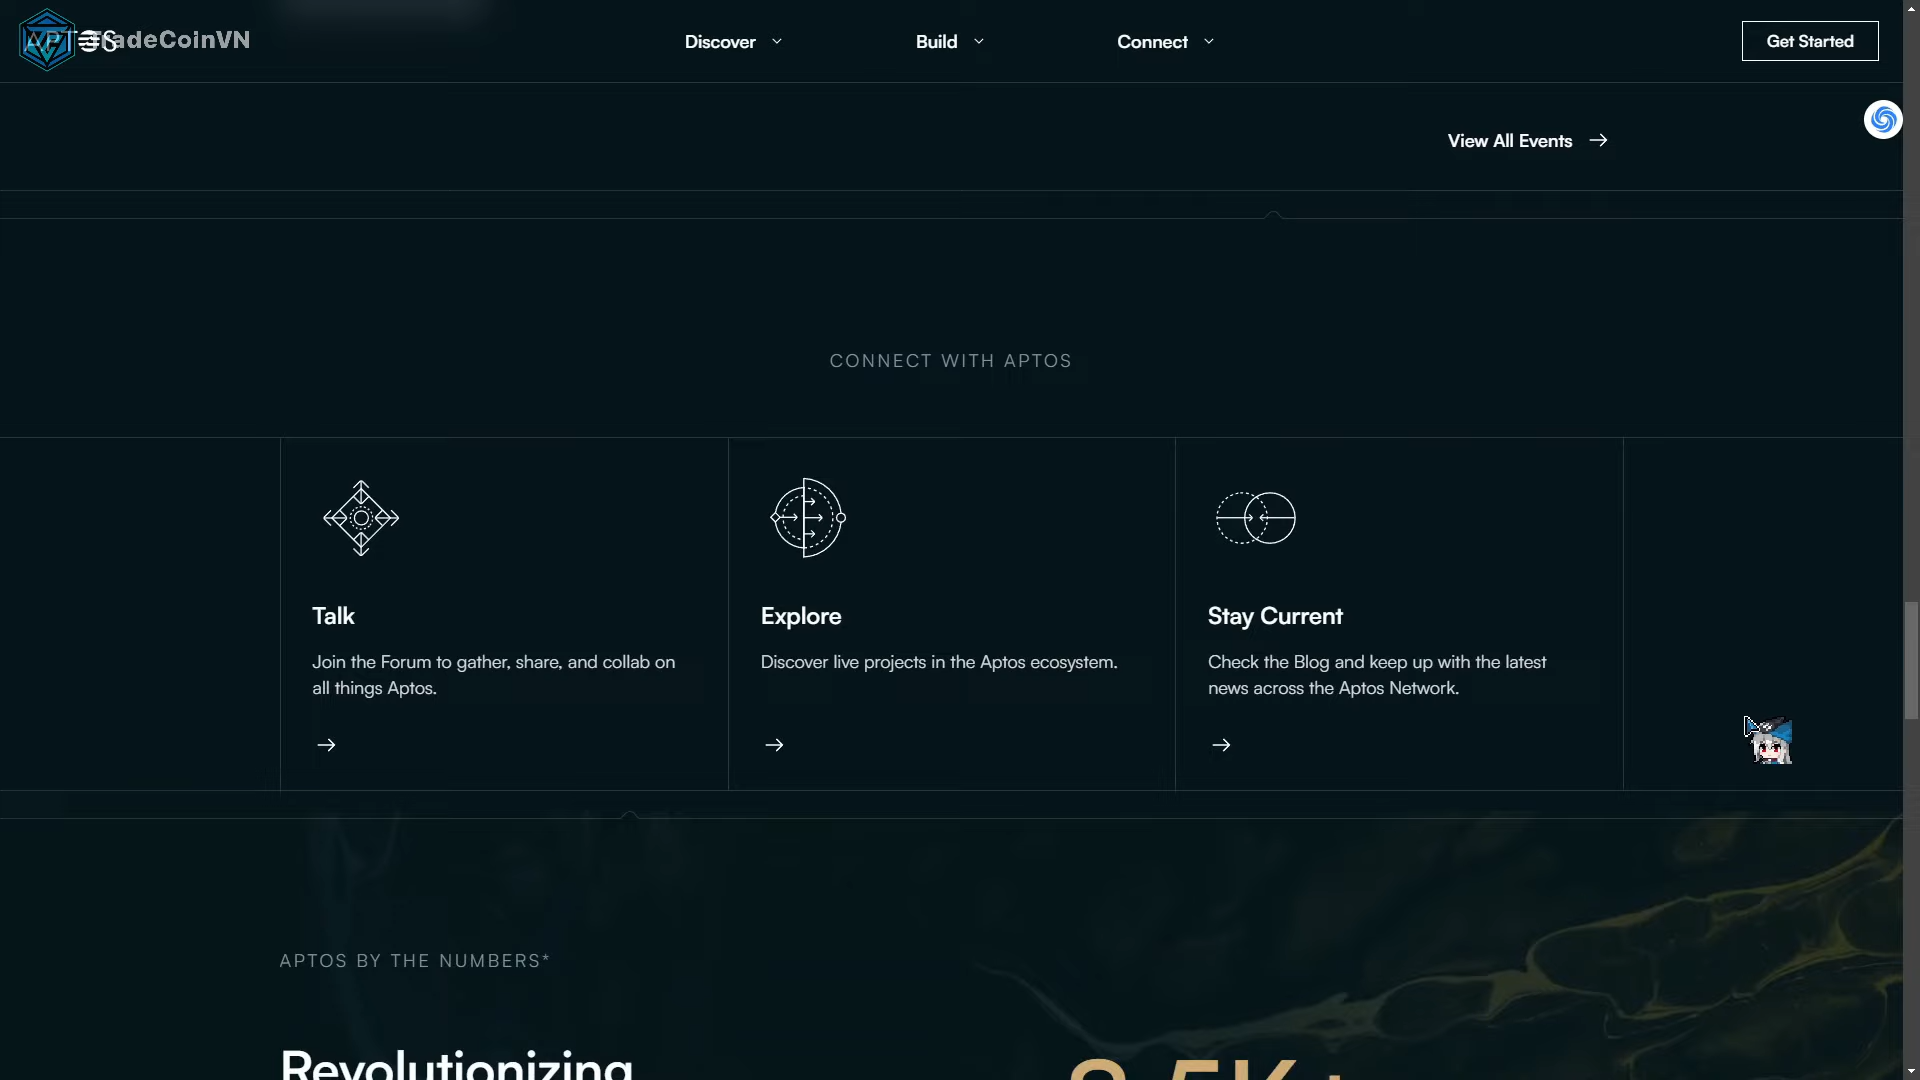 TradeCoinVN
Discover
Build
Connect
Get Started
View All Events
CONNECT WITH APTOS
Talk
Join the Forum to gather, share, and collab on
all things Aptos.
Explore
Discover live projects in the Aptos ecosystem.
Stay Current
Check the Blog and keep up with the latest
news across the Aptos Network.
APTOS BY THE NUMBERS*
Revolutionizing